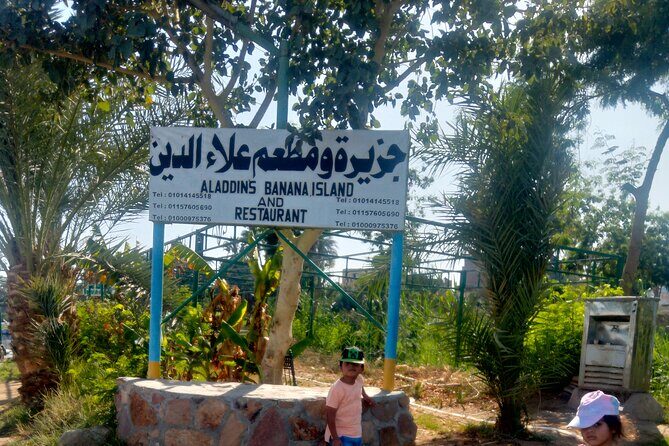 جزيرة ومطعم علاء الدين
ALADDIN'S BANANA ISLAND
AND
RESTAURANT
Tel : 01014145518
Tel : 01157605690
Tel : 01000975376
Tel : 01014145518
Tel : 01157605690
Tel : 01000975376